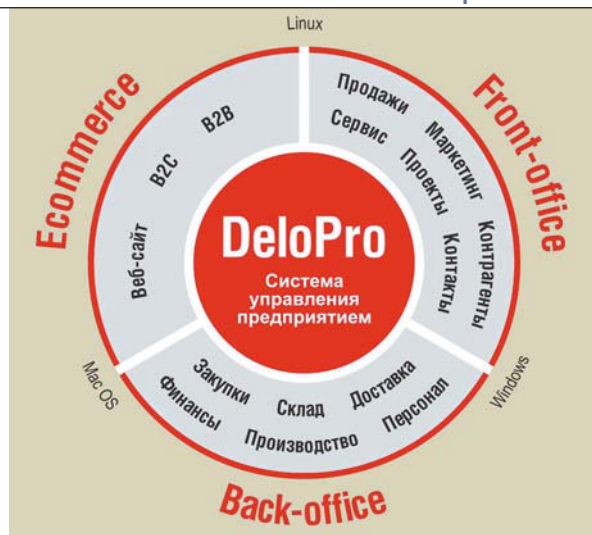 Linux
Ecommerce
B2B
B2C
Веб-сайт
Front-office
Продажи
Маркетинг
Контрагенты
Сервис
Проекты
Контакты
DeloPro
Система
управления
предприятием
Mac OS
Windows
Закупки
Склад
Доставка
Финансы
Производство
Персонал
Back-office